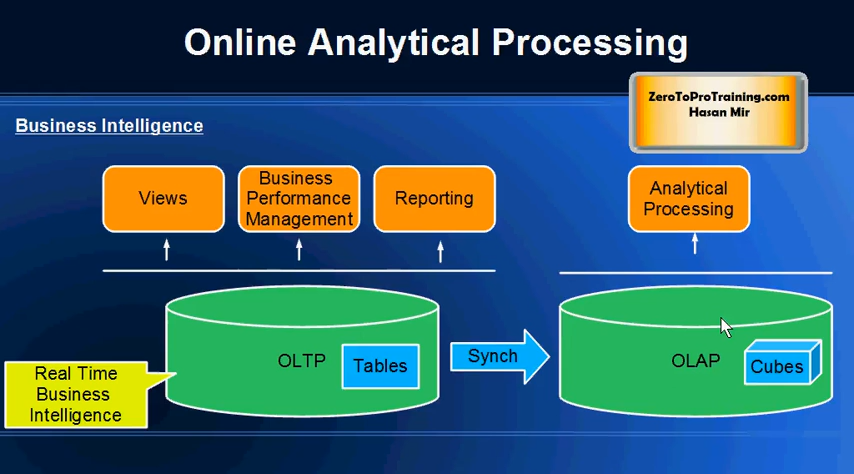 Online Analytical Processing
ZeroToProTraining.com
Hasan Mir
Business Intelligence
Views
Business
Performance
Management
Reporting
Analytical
Processing
OLTP
Tables
Synch
OLAP
Cubes
Real Time
Business
Intelligence